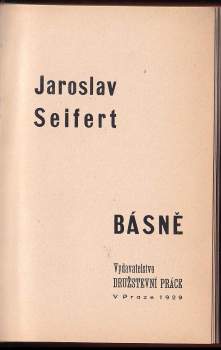 Jaroslav
Seifert
BÁSNĚ
Vydavatelstvo
DRUŽSTEVNÍ PRÁCE
V Praze 1929